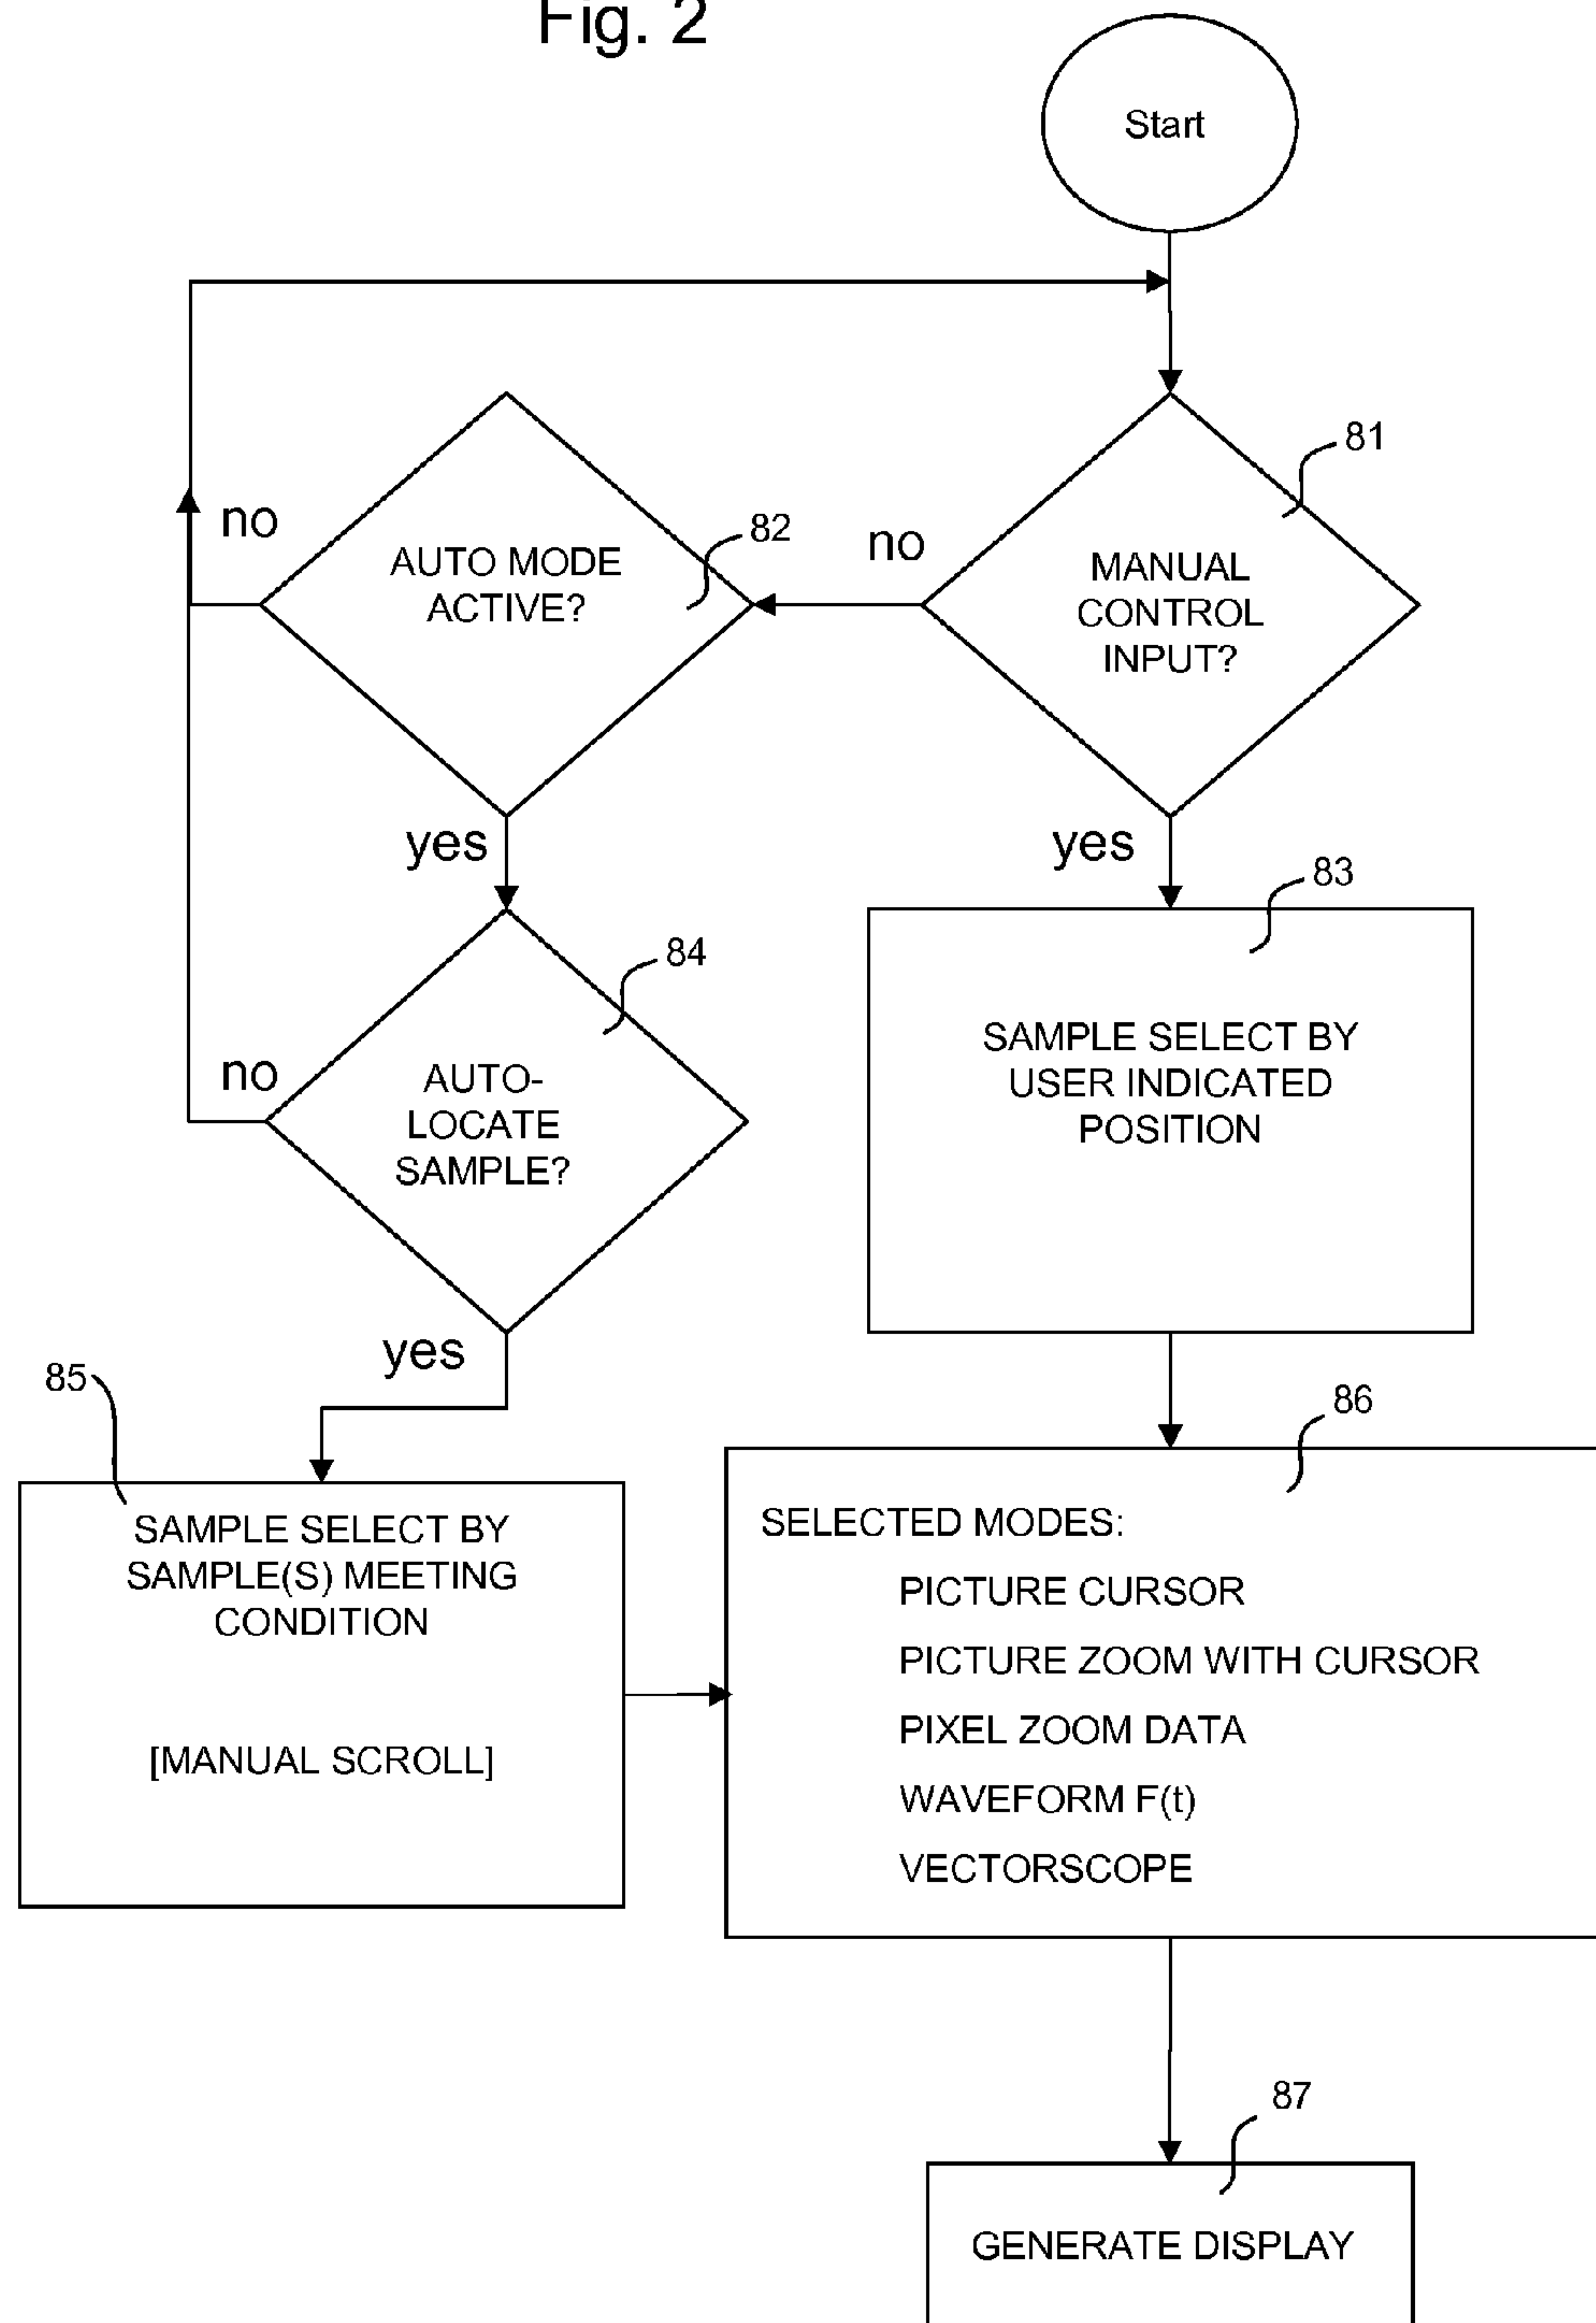 Fig. 2
Start
81
MANUAL
CONTROL
INPUT?
no
82
AUTO MODE
ACTIVE?
no
yes
yes
83
SAMPLE SELECT BY
USER INDICATED
POSITION
84
AUTO-
LOCATE
SAMPLE?
no
yes
85
SAMPLE SELECT BY
SAMPLE(S) MEETING
CONDITION
[MANUAL SCROLL]
86
SELECTED MODES:
PICTURE CURSOR
PICTURE ZOOM WITH CURSOR
PIXEL ZOOM DATA
WAVEFORM F(t)
VECTORSCOPE
87
GENERATE DISPLAY